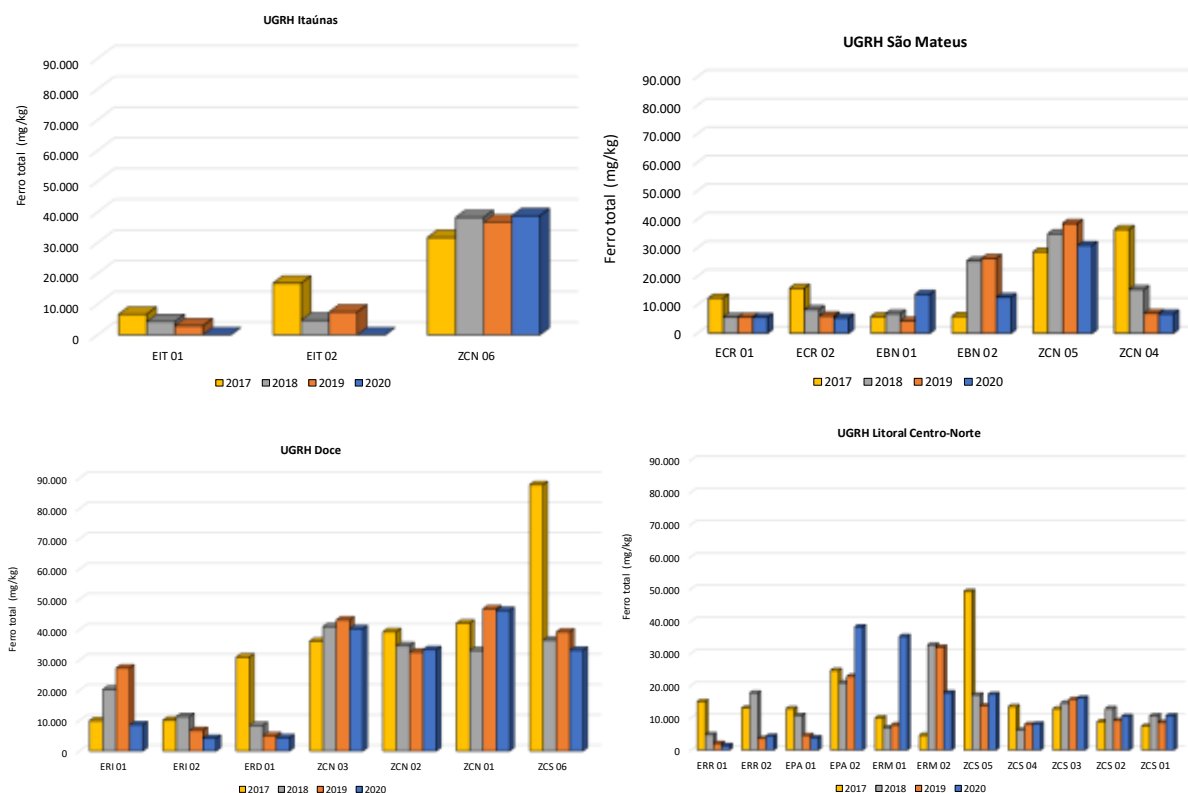 UGRH Itaúnas
Ferro total (mg/kg)
90.000
80.000
70.000
60.000
50.000
40.000
30.000
20.000
10.000
0
EIT 01 EIT 02 ZCN 06
2017 2018 2019 2020
UGRH São Mateus
Ferro total (mg/kg)
90.000
80.000
70.000
60.000
50.000
40.000
30.000
20.000
10.000
0
ECR 01 ECR 02 EBN 01 EBN 02 ZCN 05 ZCN 04
2017 2018 2019 2020
UGRH Doce
Ferro total (mg/kg)
90.000
80.000
70.000
60.000
50.000
40.000
30.000
20.000
10.000
0
ERI 01 ERI 02 ERD 01 ZCN 03 ZCN 02 ZCN 01 ZCS 06
2017 2018 2019 2020
UGRH Litoral Centro-Norte
Ferro total (mg/kg)
90.000
80.000
70.000
60.000
50.000
40.000
30.000
20.000
10.000
0
ERR 01 ERR 02 EPA 01 EPA 02 ERM 01 ERM 02 ZCS 05 ZCS 04 ZCS 03 ZCS 02 ZCS 01
2017 2018 2019 2020